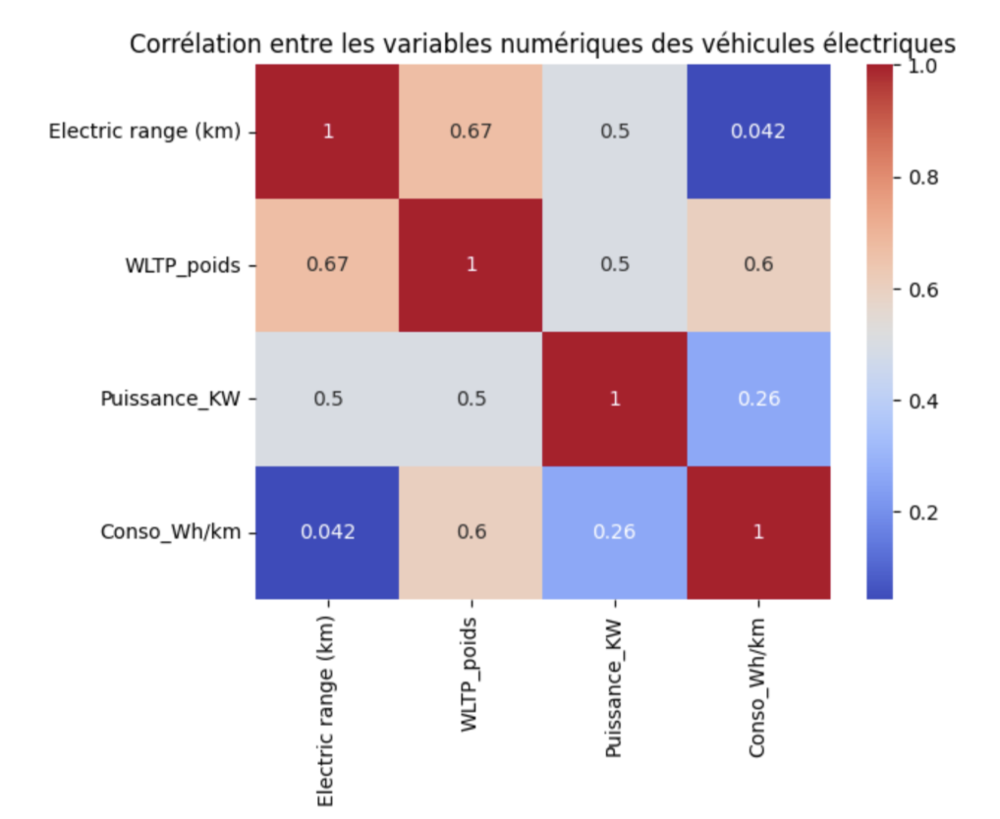 Corrélation entre les variables numériques des véhicules électriques
Electric range (km) 1 0.67 0.5 0.042
WLTP_poids 0.67 1 0.5 0.6
Puissance_KW 0.5 0.5 1 0.26
Conso_Wh/km 0.042 0.6 0.26 1
Electric range (km)
WLTP_poids
Puissance_KW
Conso_Wh/km
1.0
0.8
0.6
0.4
0.2